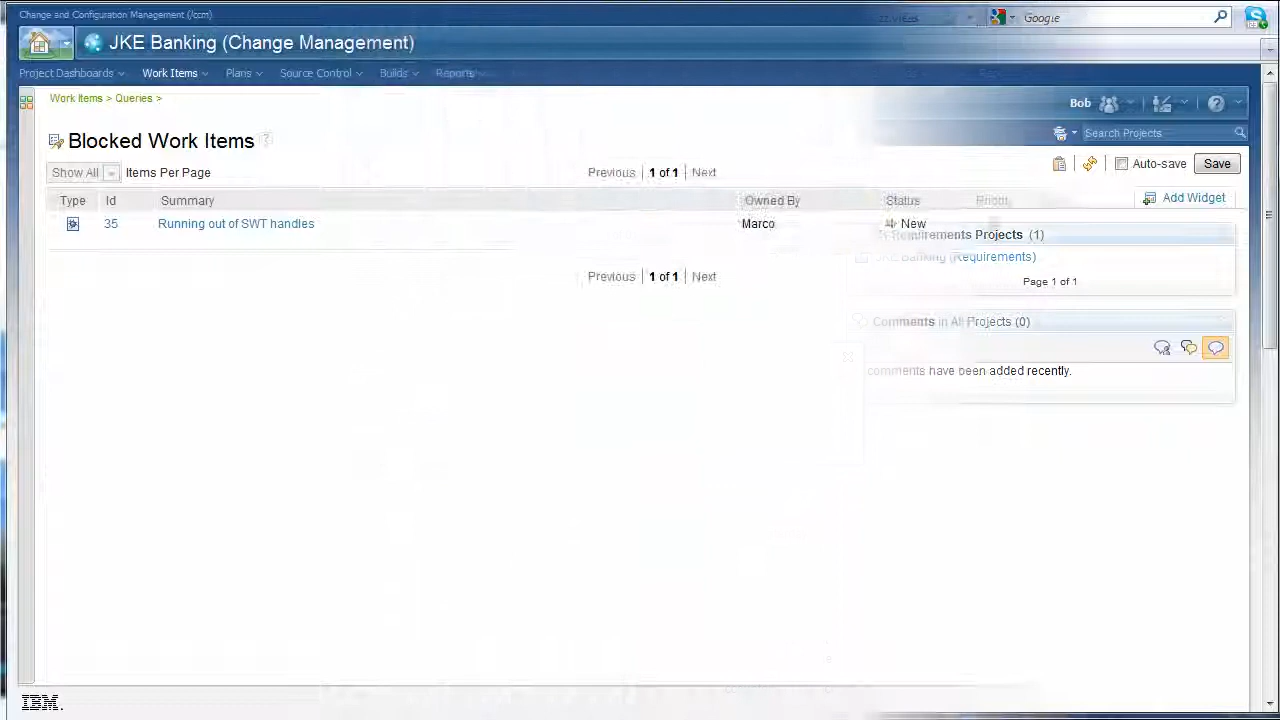 Change and Configuration Management (/ccm)
Google
JKE Banking (Change Management)
Project Dashboards Work Items Plans Source Control Builds Reports
Work Items > Queries >
Bob
Blocked Work Items
Search Projects
Show All Items Per Page Previous 1 of 1 Next
Auto-save Save
Type Id Summary Owned By Status
Add Widget
35 Running out of SWT handles Marco New
Requirements Projects (1)
JKE Banking (Requirements)
Previous 1 of 1 Next
Page 1 of 1
Comments in All Projects (0)
comments have been added recently.
IBM.